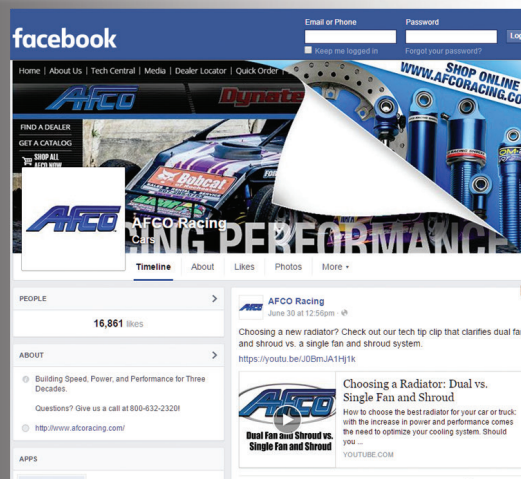 facebook
Email or Phone
Password
Keep me logged in
Forgot your password?
Home | About Us | Tech Central | Media | Dealer Locator | Quick Order |
SHOP ONLINE
WWW.AFCORACING.CO
AFCO
Dynate
FIND A DEALER
GET A CATALOG
SHOP ALL
AFCO NOW
Bobcat
AFCO
AFCO Racing
Cars
ING PERFORMANCE
Timeline
About
Likes
Photos
More
PEOPLE
16,861 likes
ABOUT
Building Speed, Power, and Performance for Three
Decades.
Questions? Give us a call at 800-632-2320!
http://www.afcoracing.com/
APPS
AFCO
AFCO Racing
June 30 at 12:56pm ·
Choosing a new radiator? Check out our tech tip clip that clarifies dual fan
and shroud vs. a single fan and shroud system.
https://youtu.be/J0BmJA1Hj1k
AFCO
Dual Fan and Shroud vs.
Single Fan and Shroud
Choosing a Radiator: Dual vs.
Single Fan and Shroud
How to choose the best radiator for your car or truck:
with the increase in power and performance comes
the need to optimize your cooling system. Should
you ...
YOUTUBE.COM